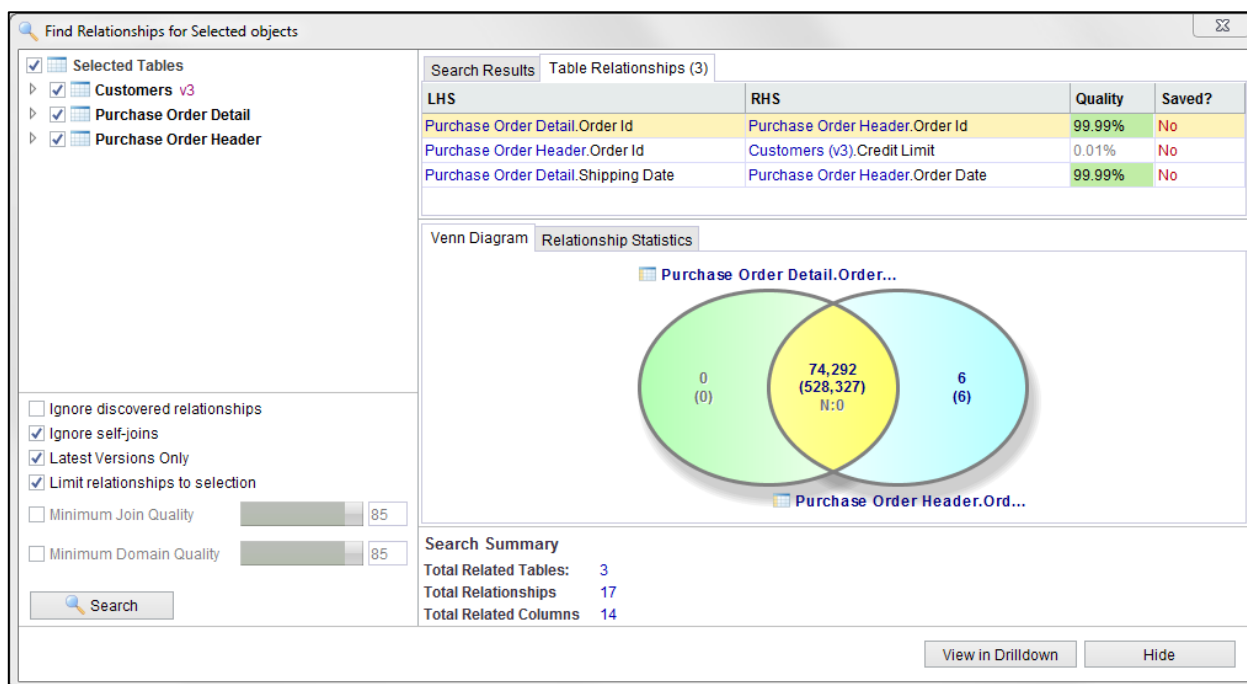 Find Relationships for Selected objects
Selected Tables
Customers v3
Purchase Order Detail
Purchase Order Header
Ignore discovered relationships
Ignore self-joins
Latest Versions Only
Limit relationships to selection
Minimum Join Quality 85
Minimum Domain Quality 85
Search
Search Results Table Relationships (3)
LHS RHS Quality Saved?
Purchase Order Detail.Order Id Purchase Order Header.Order Id 99.99% No
Purchase Order Header.Order Id Customers (v3).Credit Limit 0.01% No
Purchase Order Detail.Shipping Date Purchase Order Header.Order Date 99.99% No
Venn Diagram Relationship Statistics
Purchase Order Detail.Order...
0 74,292 6
(0) (528,327) (6)
N:0
Purchase Order Header.Ord...
Search Summary
Total Related Tables: 3
Total Relationships 17
Total Related Columns 14
View in Drilldown Hide